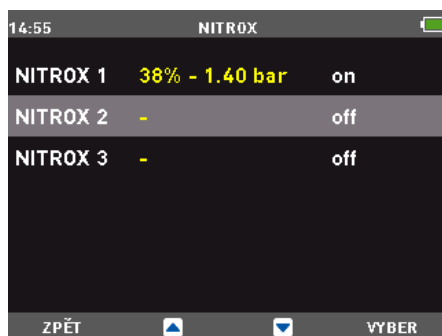 14:55 NITROX
NITROX 1 38% - 1.40 bar on
NITROX 2 - off
NITROX 3 - off
ZPĚT VYBER